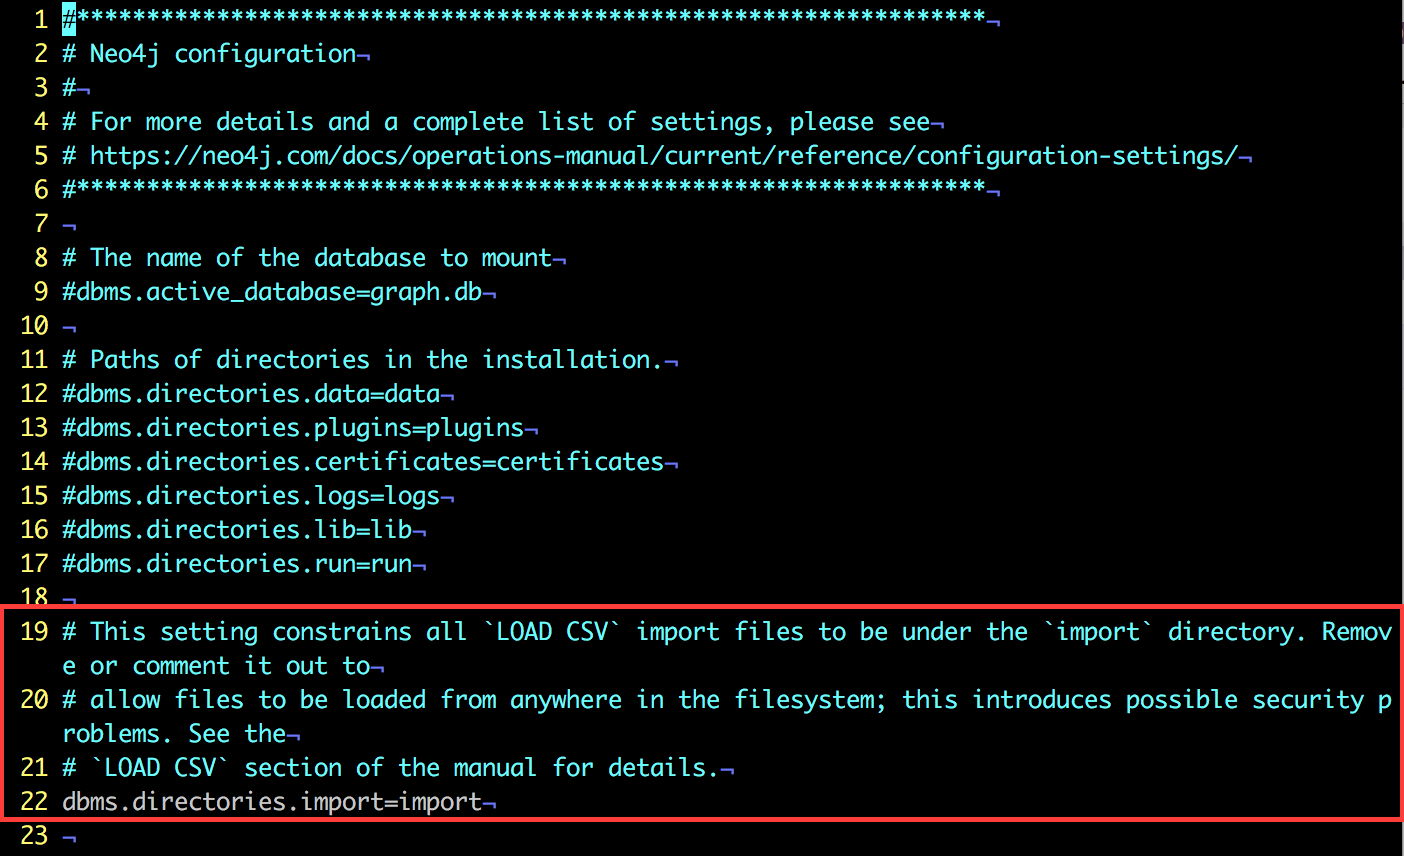 1 #*****************************************************************¬
2 # Neo4j configuration¬
3 #¬
4 # For more details and a complete list of settings, please see¬
5 # https://neo4j.com/docs/operations-manual/current/reference/configuration-settings/¬
6 #*****************************************************************¬
7 ¬
8 # The name of the database to mount¬
9 #dbms.active_database=graph.db¬
10 ¬
11 # Paths of directories in the installation.¬
12 #dbms.directories.data=data¬
13 #dbms.directories.plugins=plugins¬
14 #dbms.directories.certificates=certificates¬
15 #dbms.directories.logs=logs¬
16 #dbms.directories.lib=lib¬
17 #dbms.directories.run=run¬
18 ¬
19 # This setting constrains all `LOAD CSV` import files to be under the `import` directory. Remov
e or comment it out to¬
20 # allow files to be loaded from anywhere in the filesystem; this introduces possible security p
roblems. See the¬
21 # `LOAD CSV` section of the manual for details.¬
22 dbms.directories.import=import¬
23 ¬